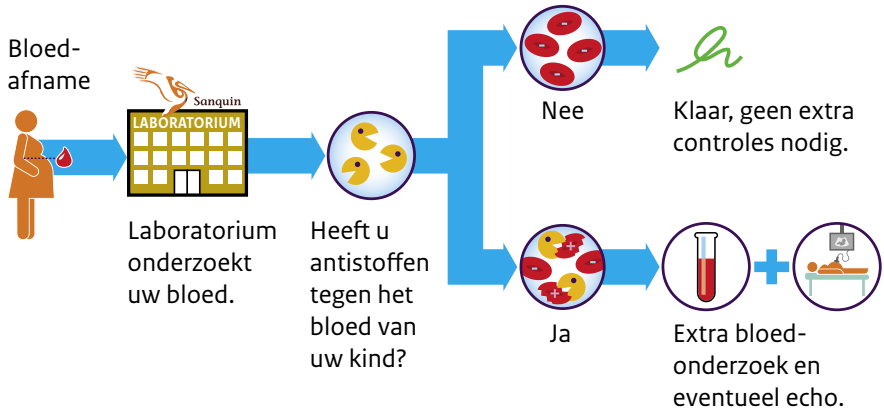 Bloed-
afname
Sanquin
LABORATORIUM
Laboratorium
onderzoekt
uw bloed.
Heeft u
antistoffen
tegen het
bloed van
uw kind?
Nee
Klaar, geen extra
controles nodig.
Ja
Extra bloed-
onderzoek en
eventueel echo.